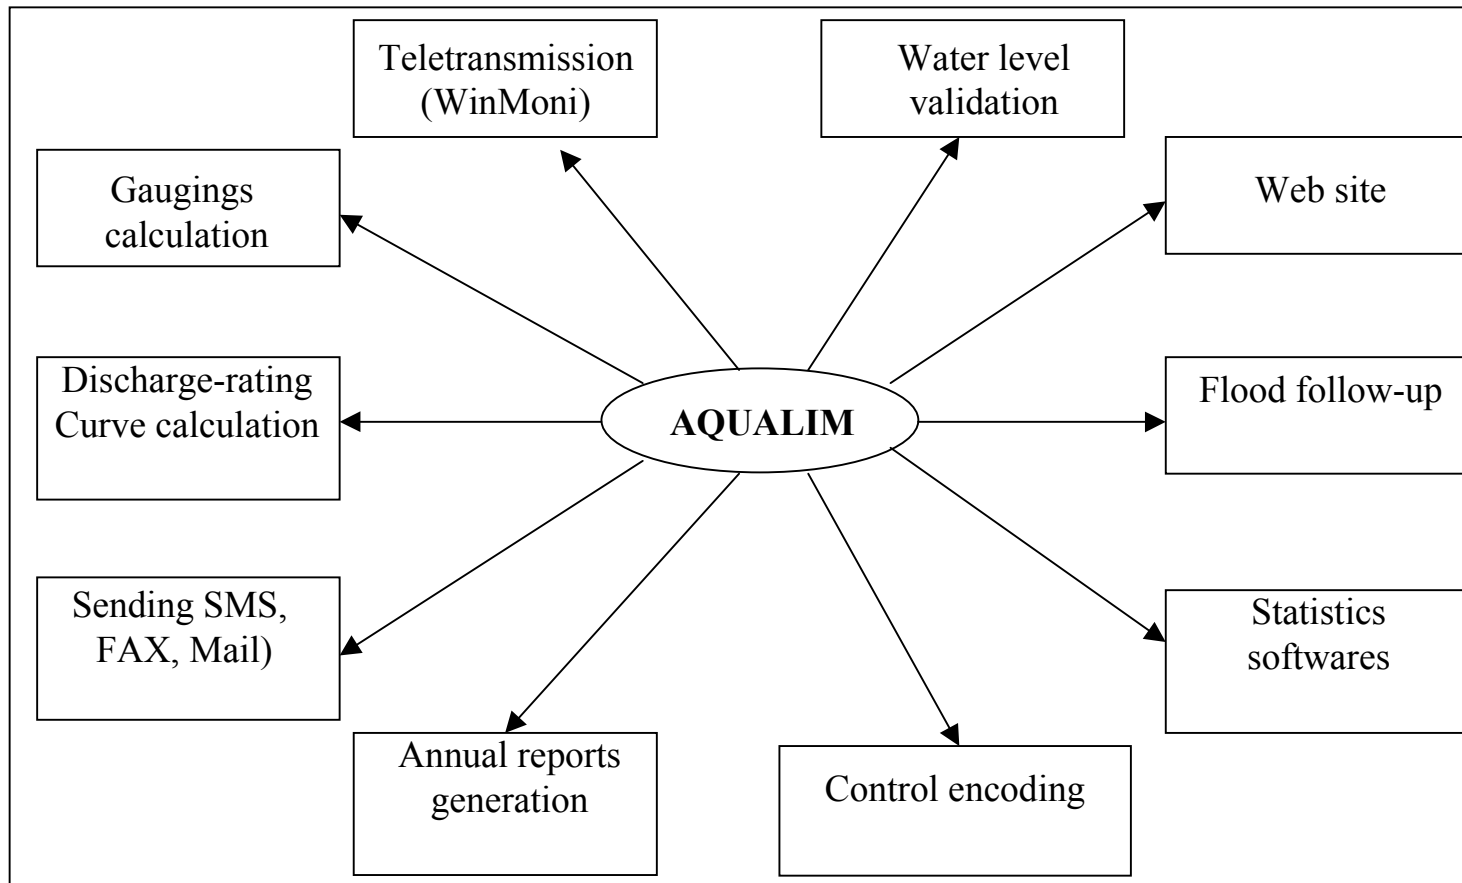 Teletransmission
(WinMoni)
Water level
validation
Gaugings
calculation
Web site
Discharge-rating
Curve calculation
AQUALIM
Flood follow-up
Sending SMS,
FAX, Mail)
Statistics
softwares
Annual reports
generation
Control encoding